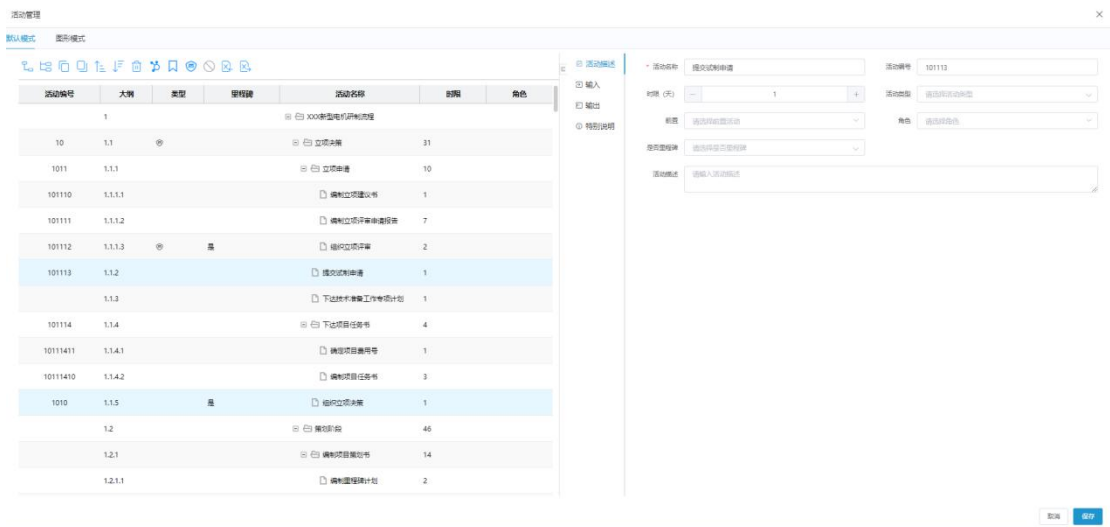 活动管理
默认模式 图形模式
活动编号 大纲 类型 里程碑 活动名称 时限 角色
1 XXX新型电机研制流程
10 1.1 立项决策 31
1011 1.1.1 立项申请 10
101110 1.1.1.1 编制立项建议书 1
101111 1.1.1.2 编制立项评审申请报告 7
101112 1.1.1.3 是 组织立项评审 2
101113 1.1.2 提交试制申请 1
1.1.3 下达技术准备工作专项计划 1
101114 1.1.4 下达项目任务书 4
10111411 1.1.4.1 确定项目费用号 1
10111410 1.1.4.2 编制项目任务书 3
1010 1.1.5 是 组织立项决策 1
1.2 策划阶段 46
1.2.1 编制项目策划书 14
1.2.1.1 编制里程碑计划 2
活动描述
输入
输出
特别说明
* 活动名称 提交试制申请 活动编号 101113
时限（天） − 1 + 活动类型 请选择活动类型
前置 请选择前置活动 角色 请选择角色
是否里程碑 请选择是否里程碑
活动描述 请输入活动描述
取消 保存